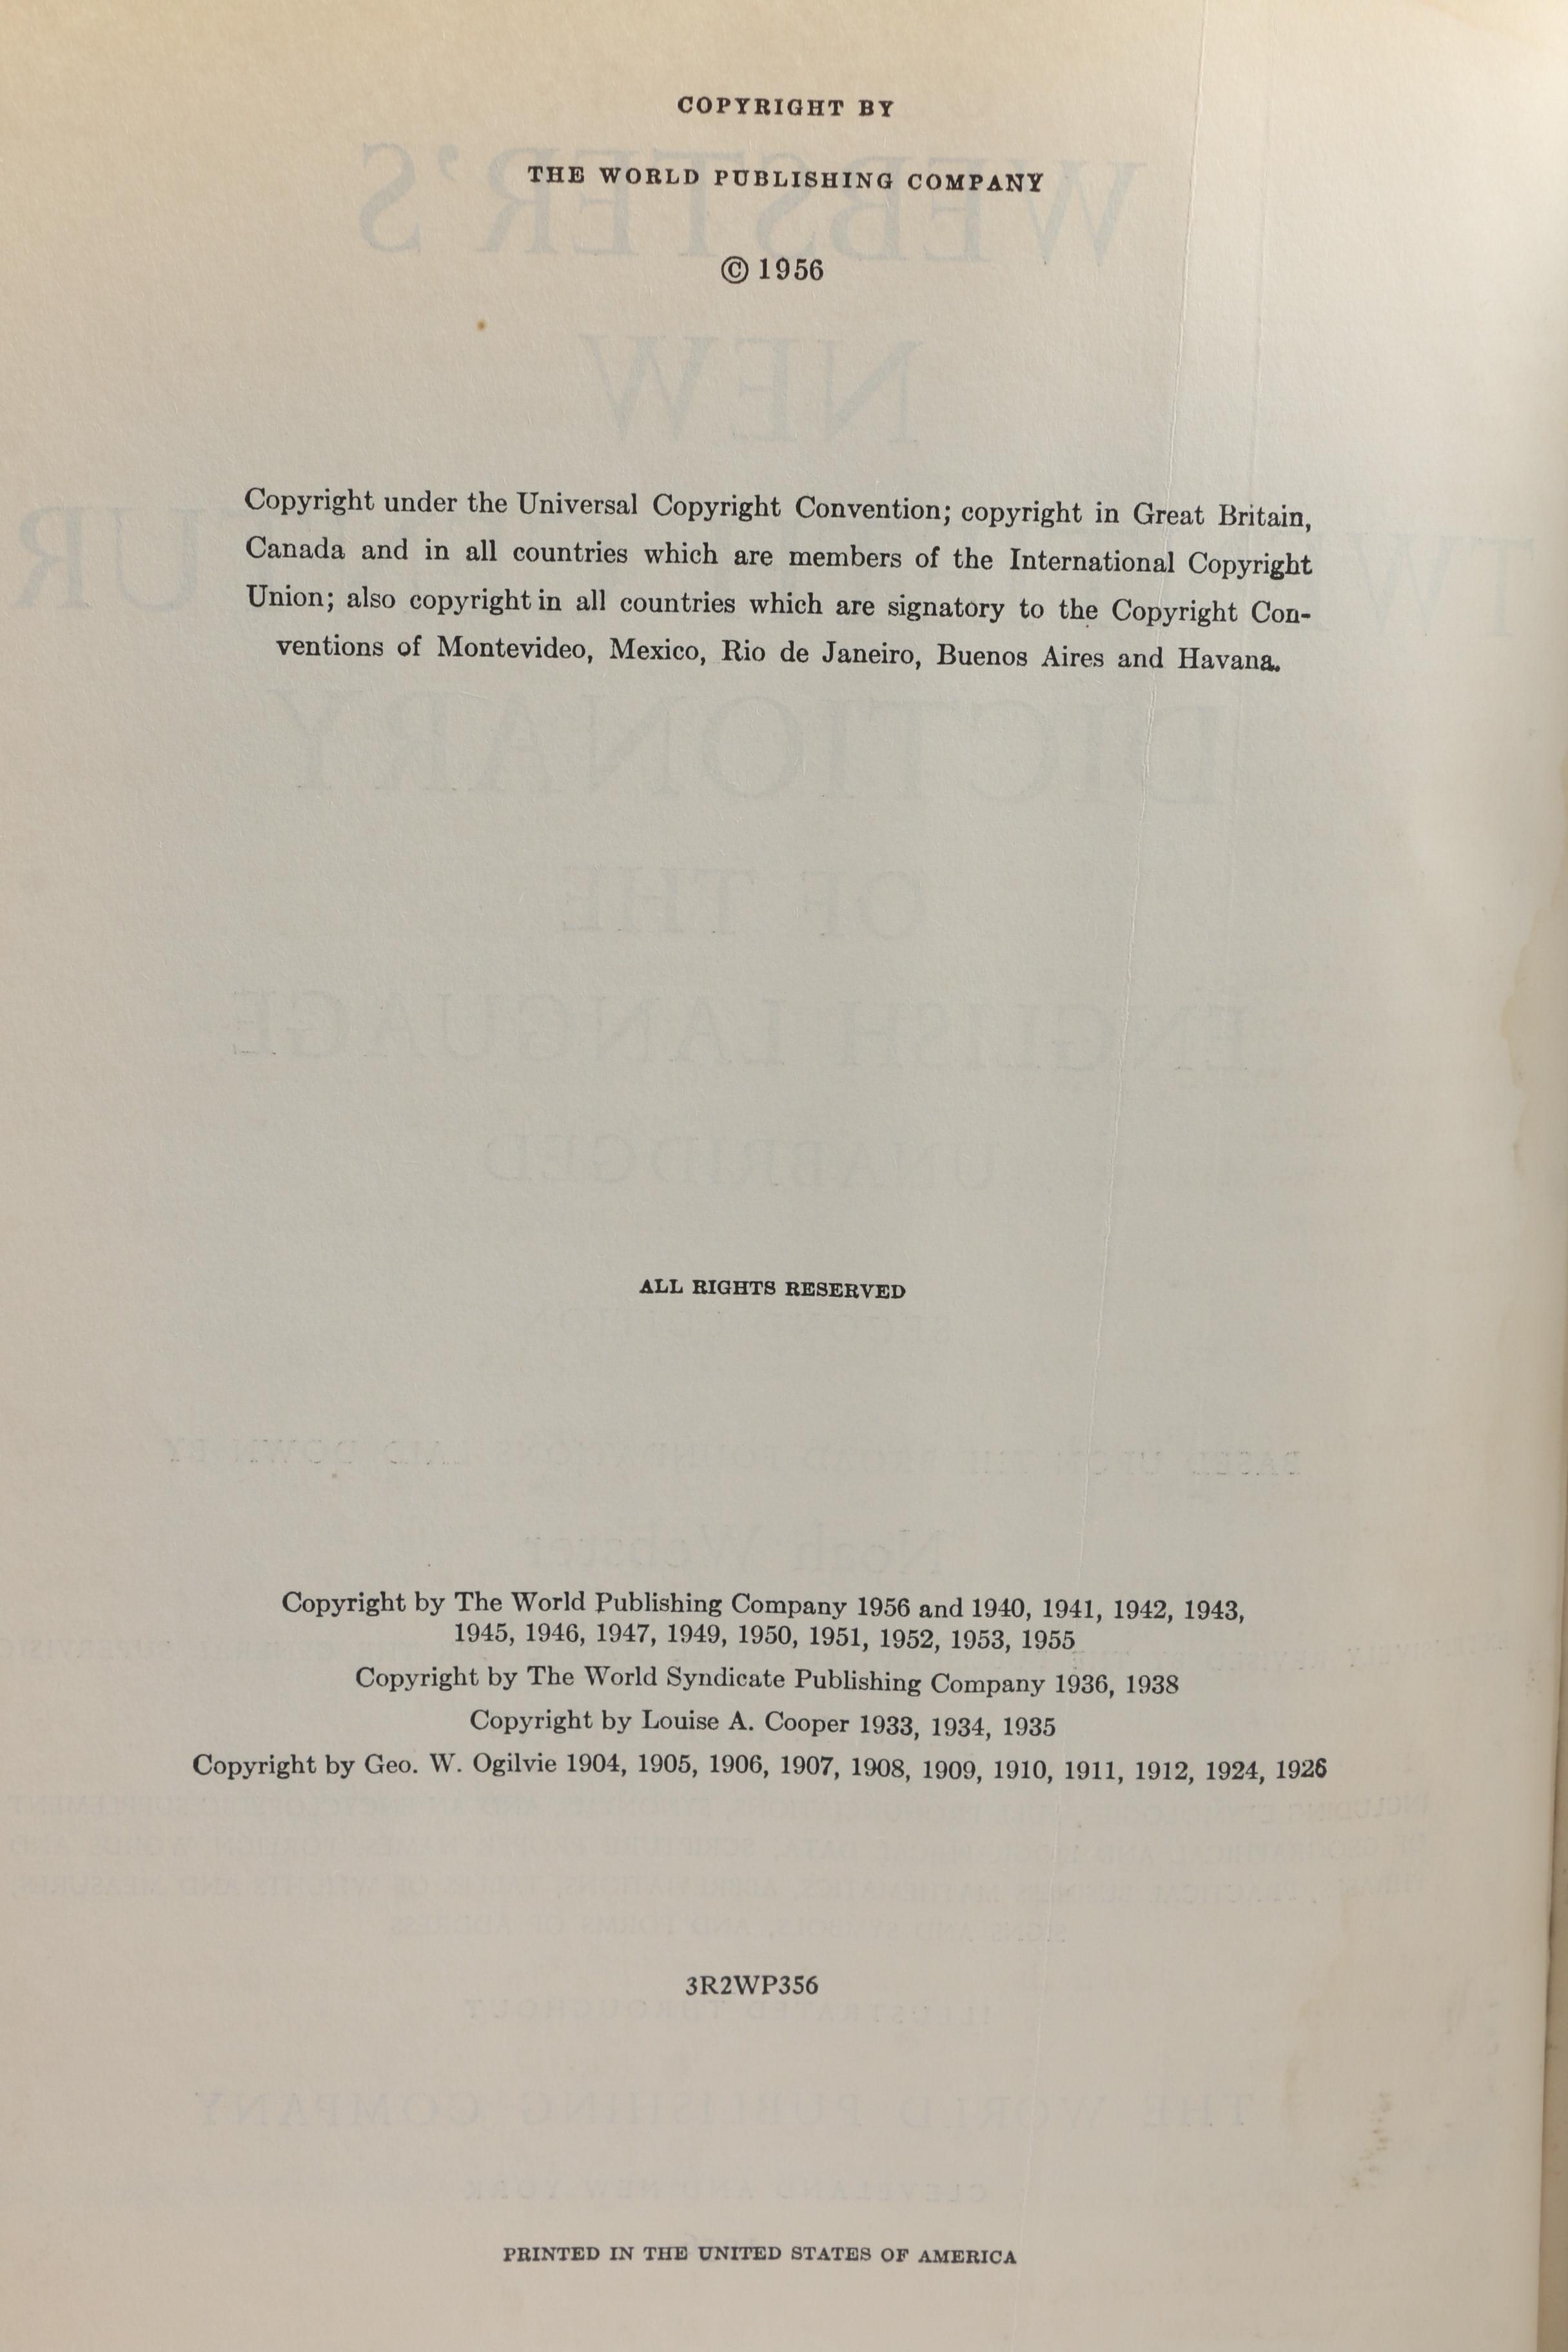 COPYRIGHT BY
THE WORLD PUBLISHING COMPANY
© 1956
Copyright under the Universal Copyright Convention; copyright in Great Britain,
Canada and in all countries which are members of the International Copyright
Union; also copyright in all countries which are signatory to the Copyright Con-
ventions of Montevideo, Mexico, Rio de Janeiro, Buenos Aires and Havana.
ALL RIGHTS RESERVED
Copyright by The World Publishing Company 1956 and 1940, 1941, 1942, 1943,
1945, 1946, 1947, 1949, 1950, 1951, 1952, 1953, 1955
Copyright by The World Syndicate Publishing Company 1936, 1938
Copyright by Louise A. Cooper 1933, 1934, 1935
Copyright by Geo. W. Ogilvie 1904, 1905, 1906, 1907, 1908, 1909, 1910, 1911, 1912, 1924, 1926
3R2WP356
PRINTED IN THE UNITED STATES OF AMERICA